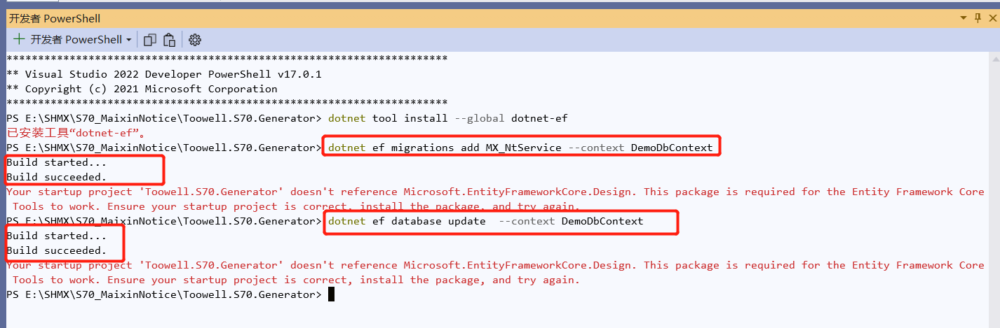 开发者 PowerShell
开发者 PowerShell
**********************************************************************
** Visual Studio 2022 Developer PowerShell v17.0.1
** Copyright (c) 2021 Microsoft Corporation
**********************************************************************
PS E:\SHMX\S70_MaixinNotice\Toowell.S70.Generator> dotnet tool install --global dotnet-ef
已安装工具“dotnet-ef”。
PS E:\SHMX\S70_MaixinNotice\Toowell.S70.Generator> dotnet ef migrations add MX_NtService --context DemoDbContext
Build started...
Build succeeded.
Your startup project 'Toowell.S70.Generator' doesn't reference Microsoft.EntityFrameworkCore.Design. This package is required for the Entity Framework Core
Tools to work. Ensure your startup project is correct, install the package, and try again.
PS E:\SHMX\S70_MaixinNotice\Toowell.S70.Generator> dotnet ef database update  --context DemoDbContext
Build started...
Build succeeded.
Your startup project 'Toowell.S70.Generator' doesn't reference Microsoft.EntityFrameworkCore.Design. This package is required for the Entity Framework Core
Tools to work. Ensure your startup project is correct, install the package, and try again.
PS E:\SHMX\S70_MaixinNotice\Toowell.S70.Generator>